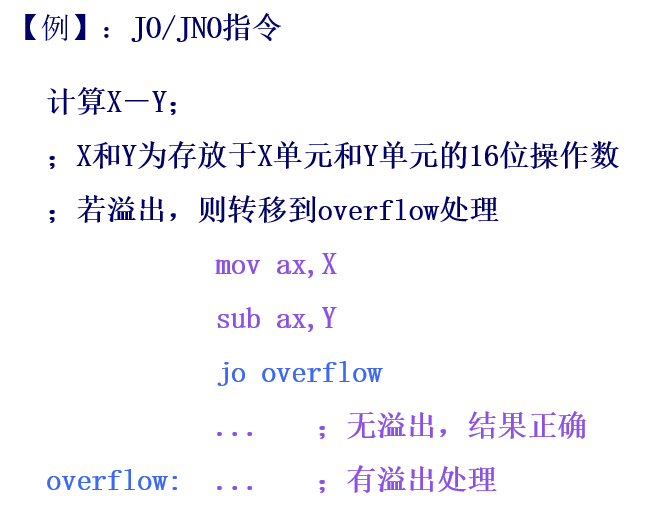 【例】：JO/JNO指令
计算X－Y；
；X和Y为存放于X单元和Y单元的16位操作数
；若溢出，则转移到overflow处理
mov ax,X
sub ax,Y
jo overflow
... ；无溢出，结果正确
overflow: ... ；有溢出处理